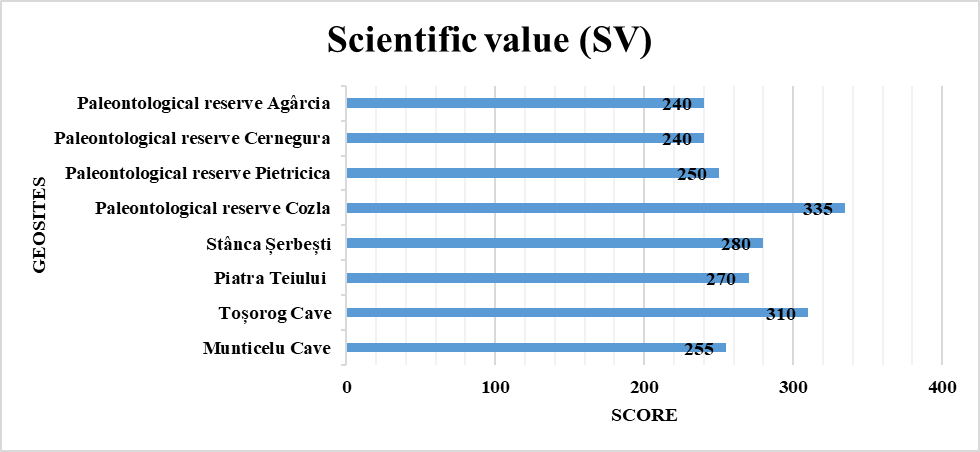 Scientific value (SV)
Paleontological reserve Agârcia 240
Paleontological reserve Cernegura 240
Paleontological reserve Pietricica 250
Paleontological reserve Cozla 335
Stânca Șerbești 280
Piatra Teiului 270
Toșorog Cave 310
Munticelu Cave 255
GEOSITES
0 100 200 300 400
SCORE